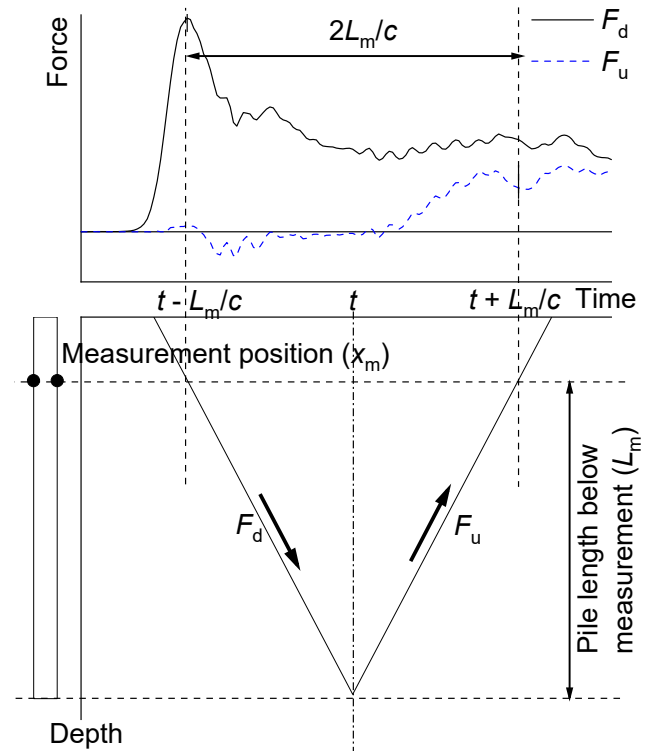 Force
2Lm/c
Fd
Fu
t - Lm/c
t
t + Lm/c
Time
Measurement position (xm)
Fd
Fu
Pile length below
measurement (Lm)
Depth